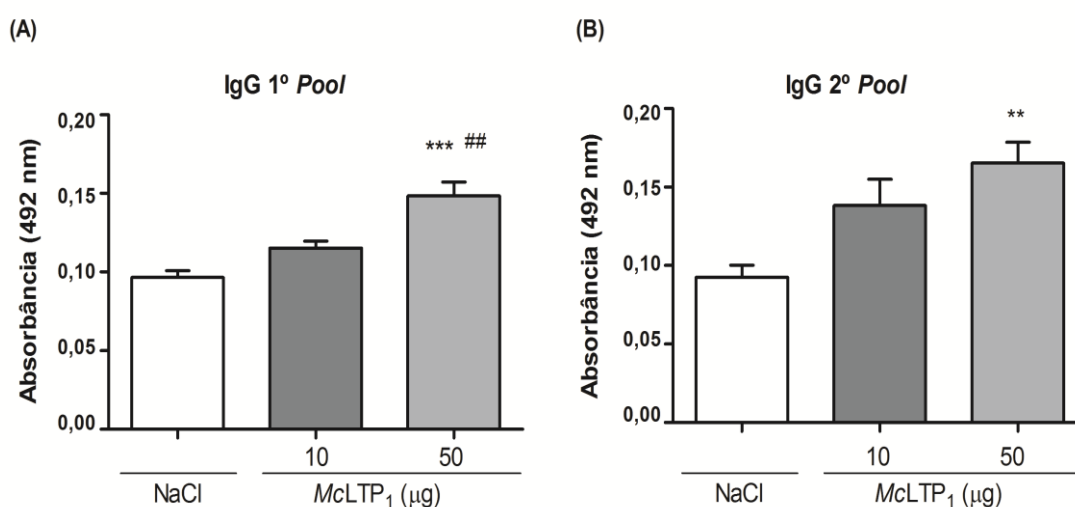 (A)
IgG 1º Pool
Absorbância (492 nm)
0,20
0,15
0,10
0,05
0,00
*** ##
10 50
NaCl McLTP₁ (µg)
(B)
IgG 2º Pool
Absorbância (492 nm)
0,20
0,15
0,10
0,05
0,00
**
10 50
NaCl McLTP₁ (µg)